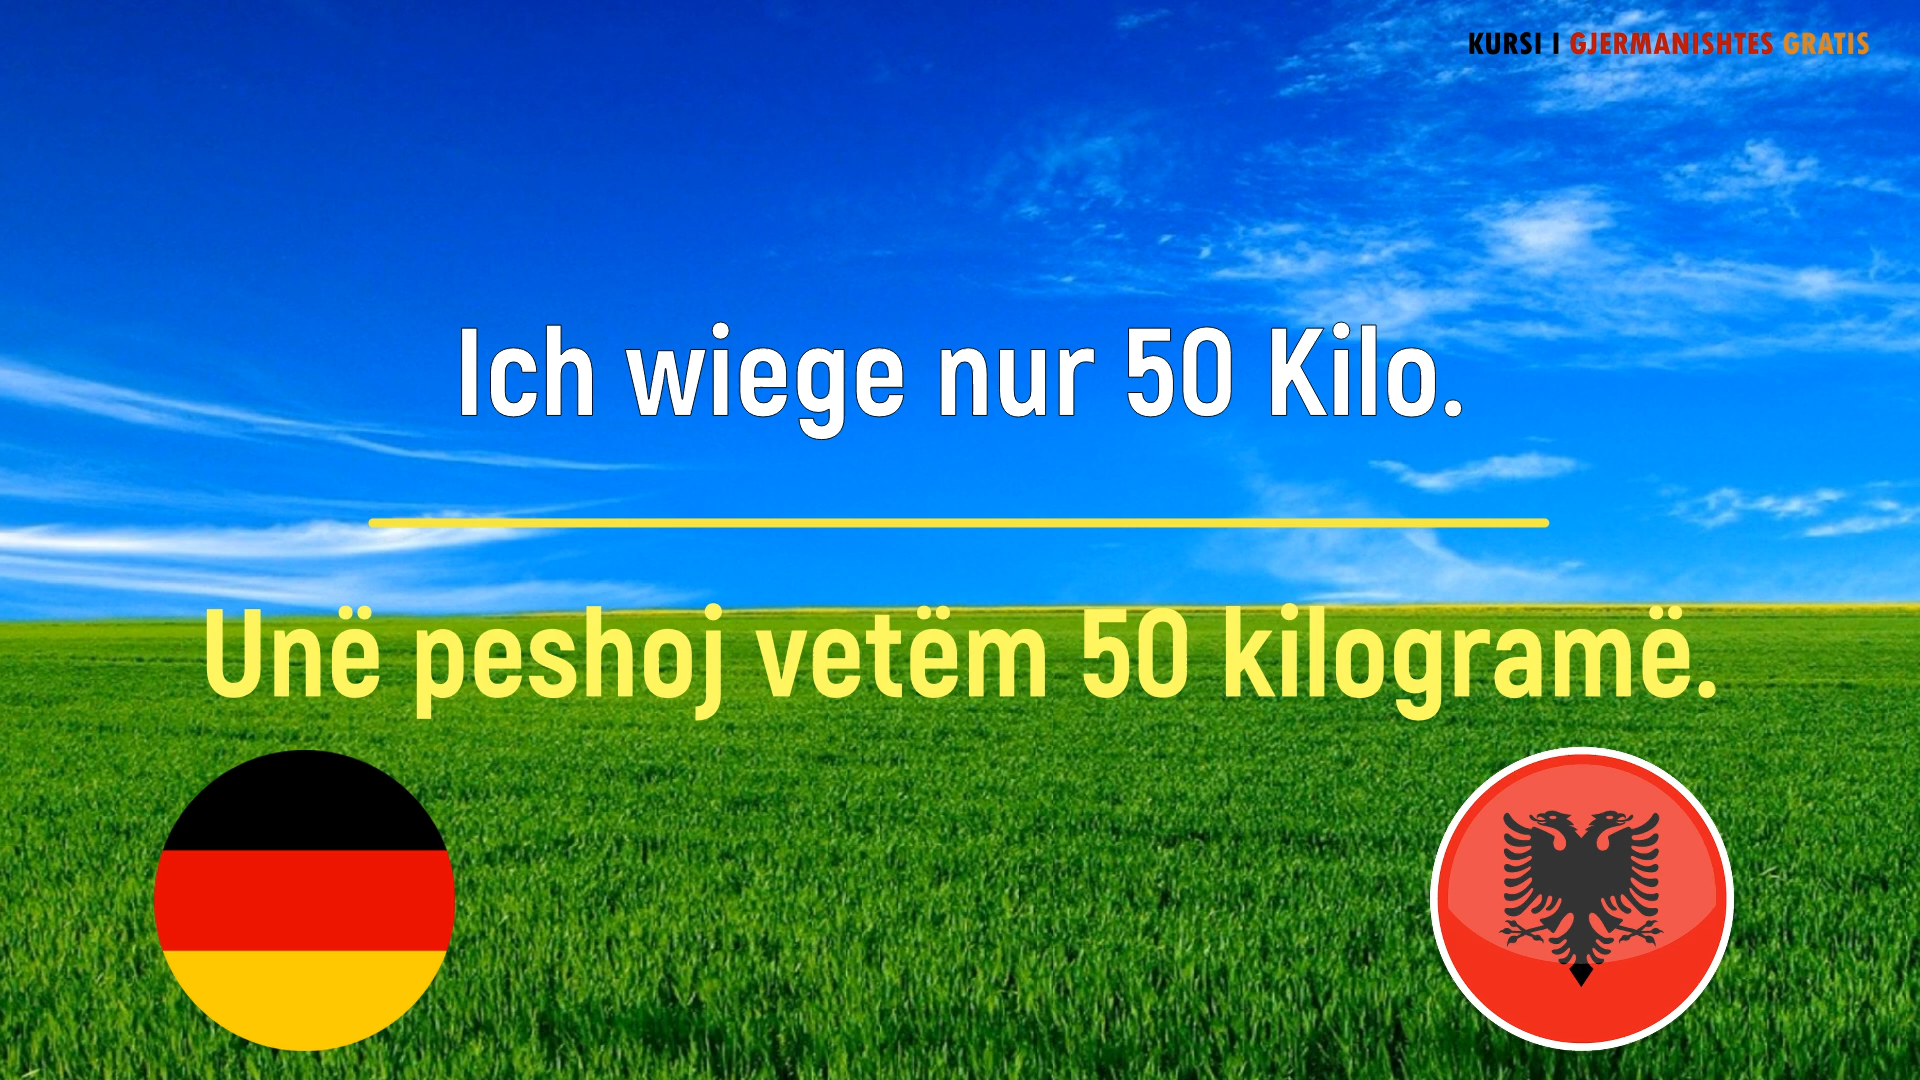 KURSI I GJERMANISHTES GRATIS
Ich wiege nur 50 Kilo.
Unë peshoj vetëm 50 kilogramë.